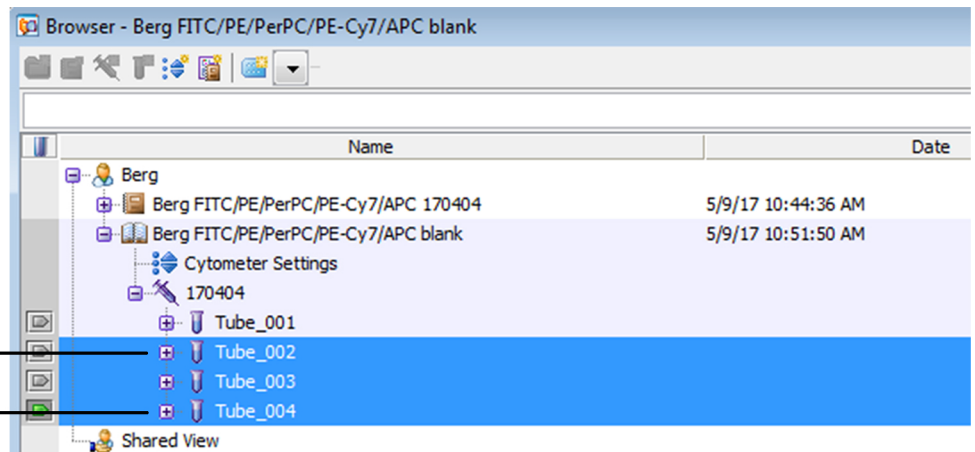 Browser - Berg FITC/PE/PerPC/PE-Cy7/APC blank
Name Date
Berg
Berg FITC/PE/PerPC/PE-Cy7/APC 170404 5/9/17 10:44:36 AM
Berg FITC/PE/PerPC/PE-Cy7/APC blank 5/9/17 10:51:50 AM
Cytometer Settings
170404
Tube_001
Tube_002
Tube_003
Tube_004
Shared View